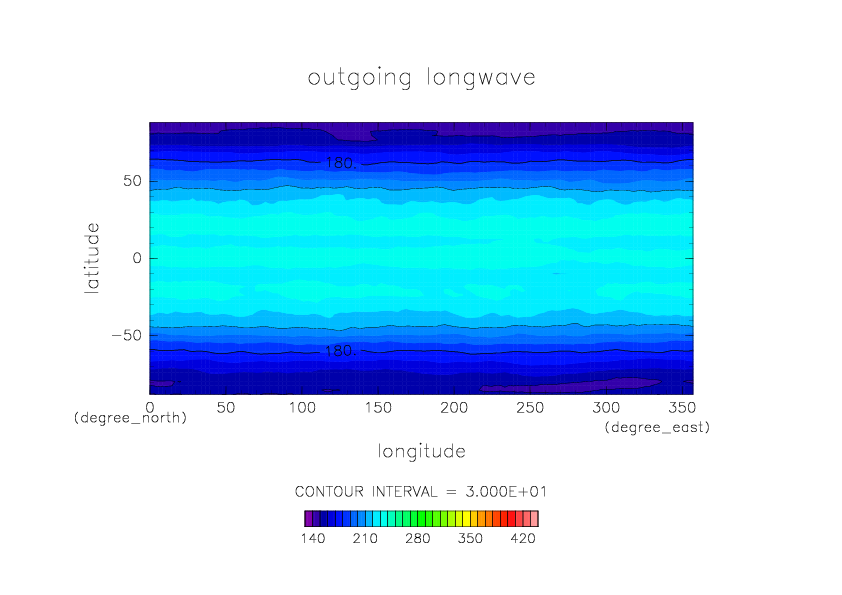 outgoing longwave
180.
50
latitude
0
-50
180.
0 50 100 150 200 250 300 350
(degree_north)
(degree_east)
longitude
CONTOUR INTERVAL = 3.000E+01
140 210 280 350 420